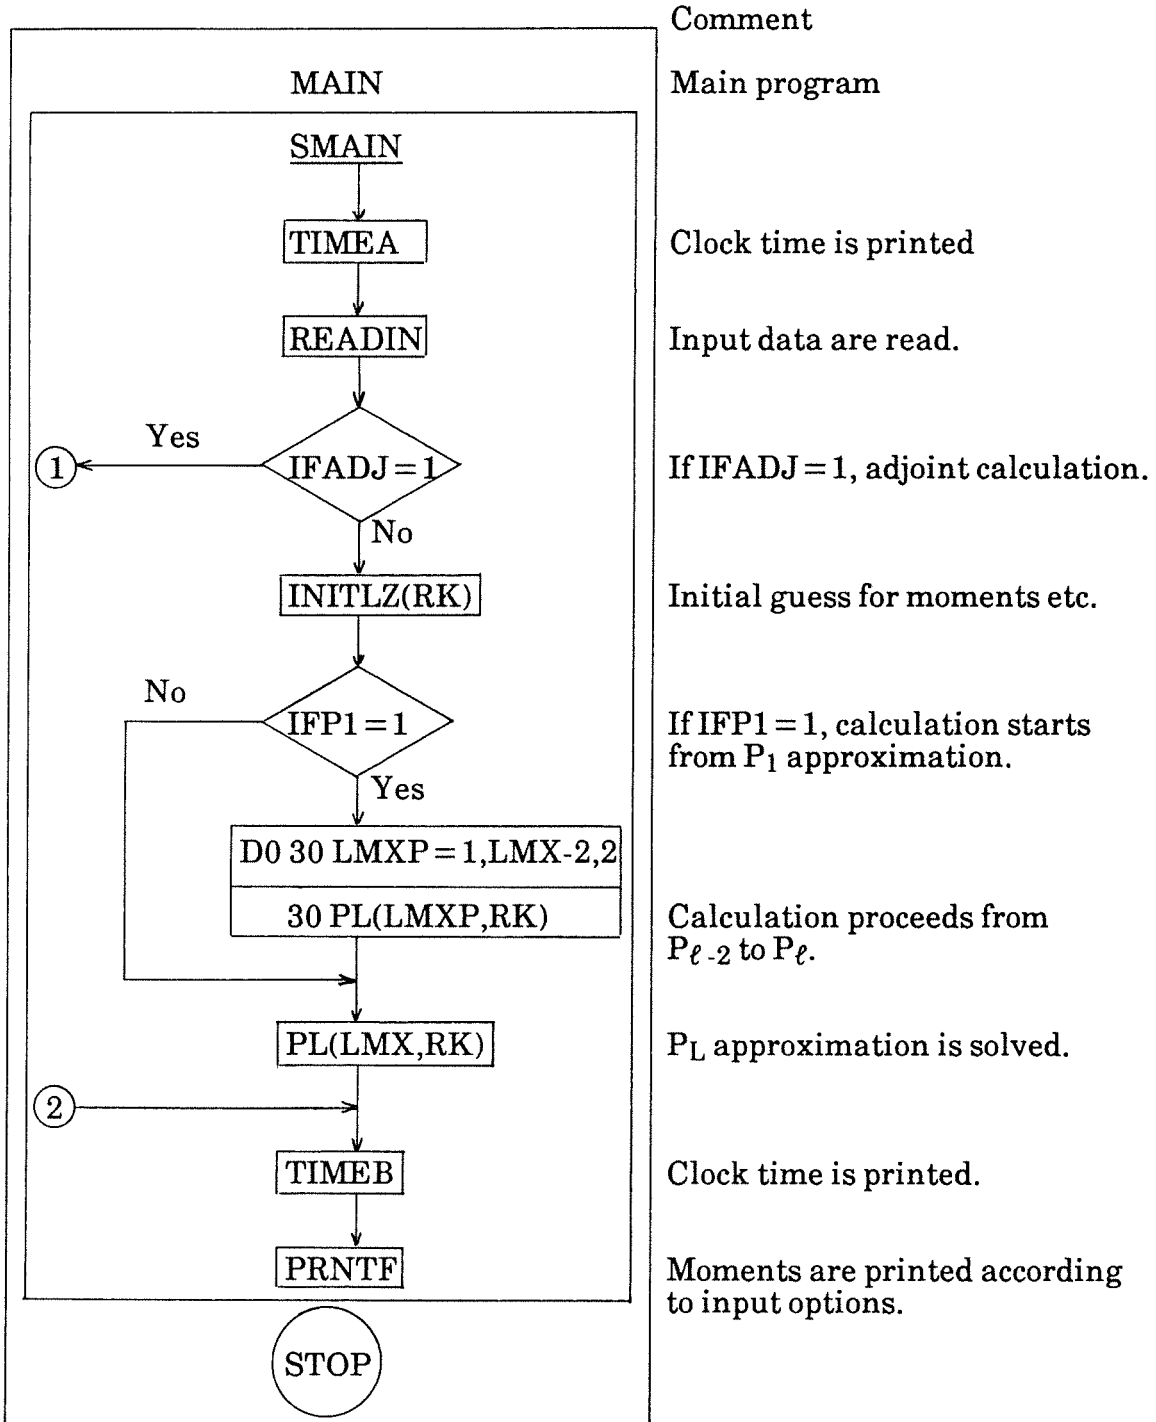 Comment
MAIN
Main program
SMAIN
TIMEA
Clock time is printed
READIN
Input data are read.
Yes
1
IFADJ = 1
If IFADJ = 1, adjoint calculation.
No
INITLZ(RK)
Initial guess for moments etc.
No
IFP1 = 1
If IFP1 = 1, calculation starts
from P1 approximation.
Yes
D0 30 LMXP = 1,LMX-2,2
30 PL(LMXP,RK)
Calculation proceeds from
Pℓ-2 to Pℓ.
PL(LMX,RK)
PL approximation is solved.
2
TIMEB
Clock time is printed.
PRNTF
Moments are printed according
to input options.
STOP